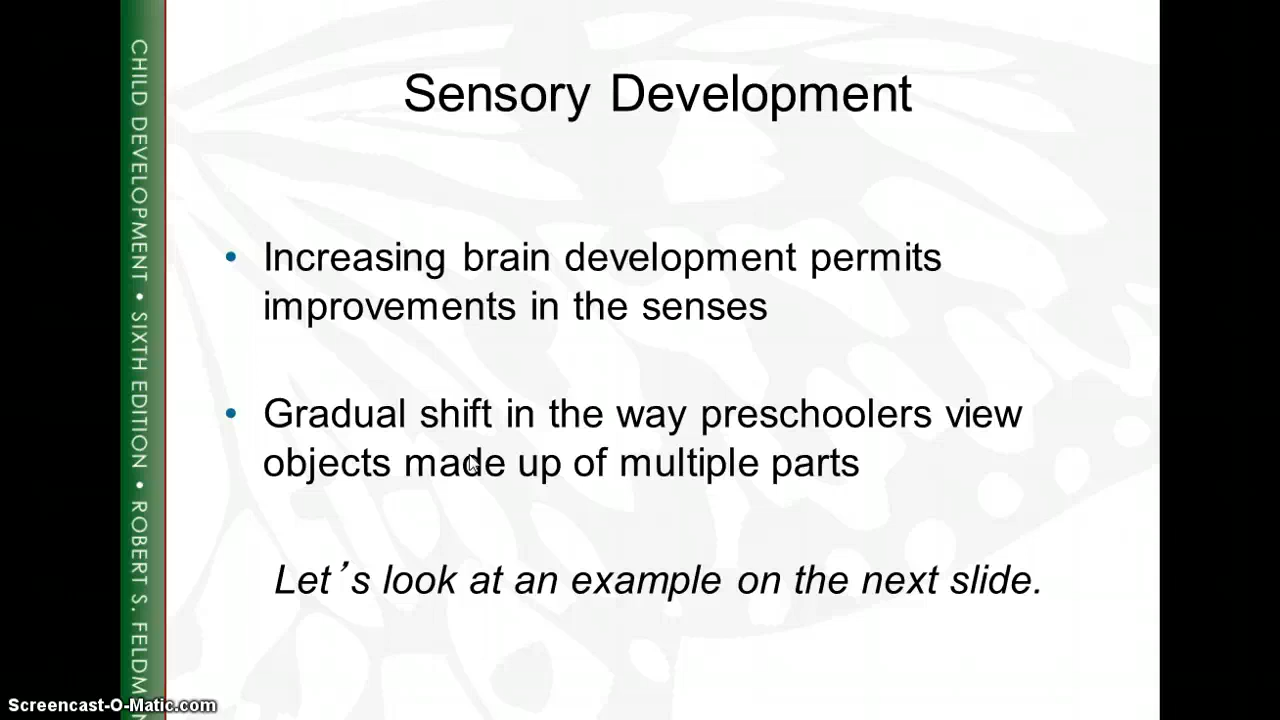 Sensory Development
• Increasing brain development permits
improvements in the senses
• Gradual shift in the way preschoolers view
objects made up of multiple parts
Let’s look at an example on the next slide.
CHILD DEVELOPMENT • SIXTH EDITION • ROBERT S. FELDM
Screencast-O-Matic.com